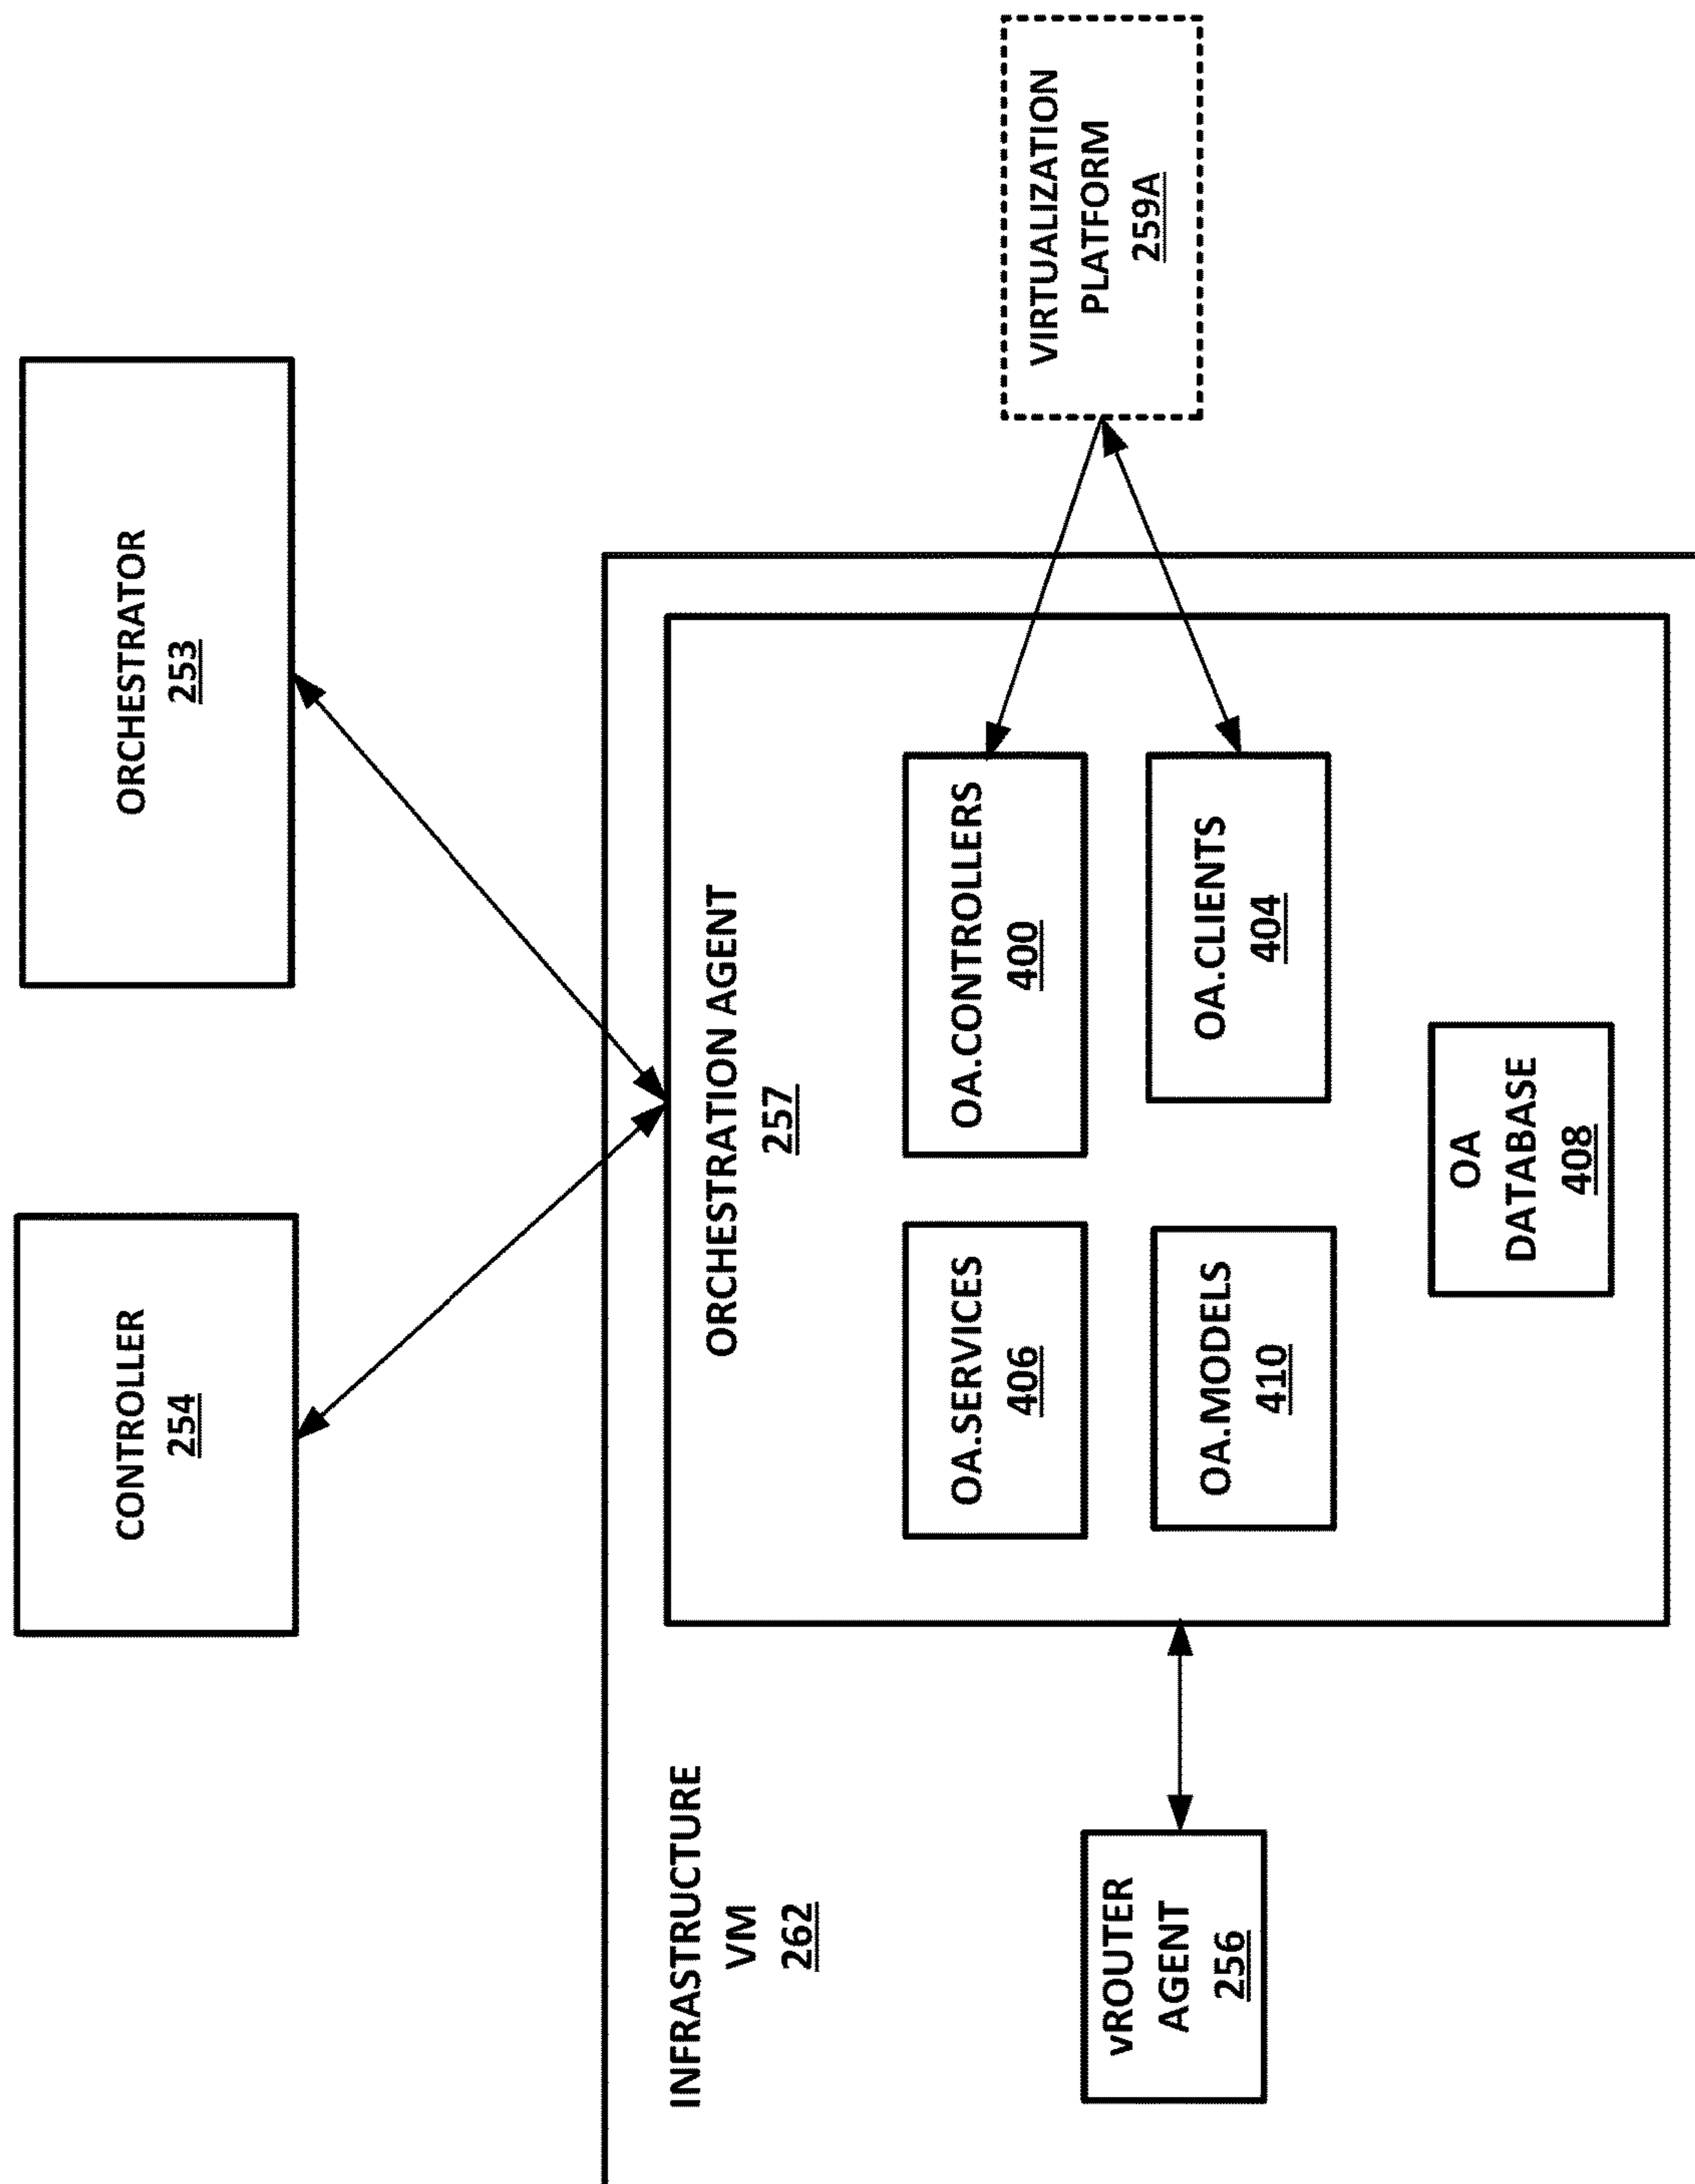 CONTROLLER
254
ORCHESTRATOR
253
INFRASTRUCTURE
VM
262
ORCHESTRATION AGENT
257
vROUTER
AGENT
256
OA.SERVICES
406
OA.CONTROLLERS
400
OA.MODELS
410
OA.CLIENTS
404
OA
DATABASE
408
VIRTUALIZATION
PLATFORM
259A